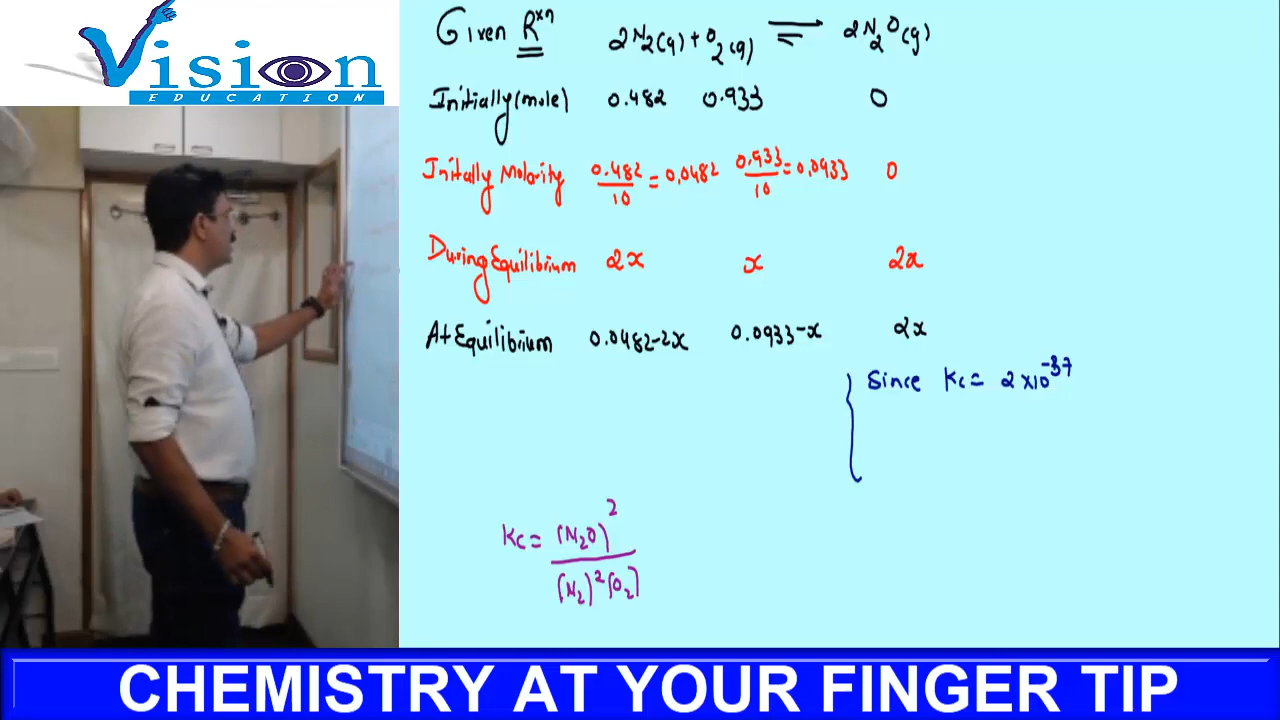 Vision
EDUCATION
Given Rxn 2N2(g) + O2(g) ⇌ 2N2O(g)
Initially(mole) 0.482 0.933 0
Initally Molarity 0.482/10 = 0.0482 0.933/10 = 0.0933 0
During Equilibrium 2x x 2x
At Equilibrium 0.0482-2x 0.0933-x 2x
Since Kc = 2×10^-37
Kc = (N2O)^2 / (N2)^2 (O2)
CHEMISTRY AT YOUR FINGER TIP